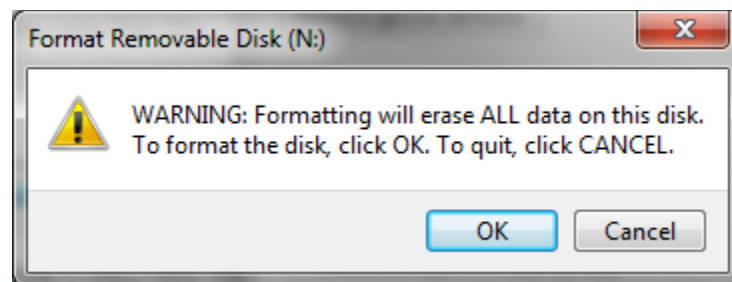 Format Removable Disk (N:)
WARNING: Formatting will erase ALL data on this disk.
To format the disk, click OK. To quit, click CANCEL.
OK
Cancel